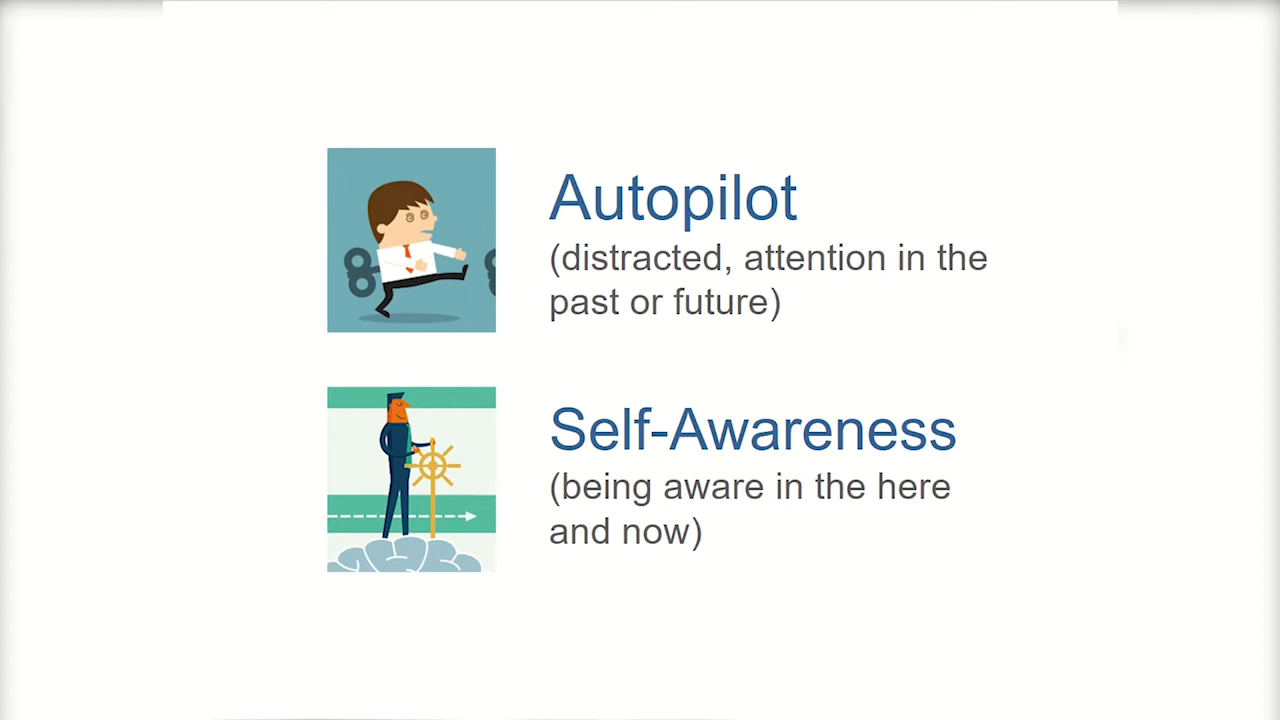 Autopilot
(distracted, attention in the
past or future)
Self-Awareness
(being aware in the here
and now)